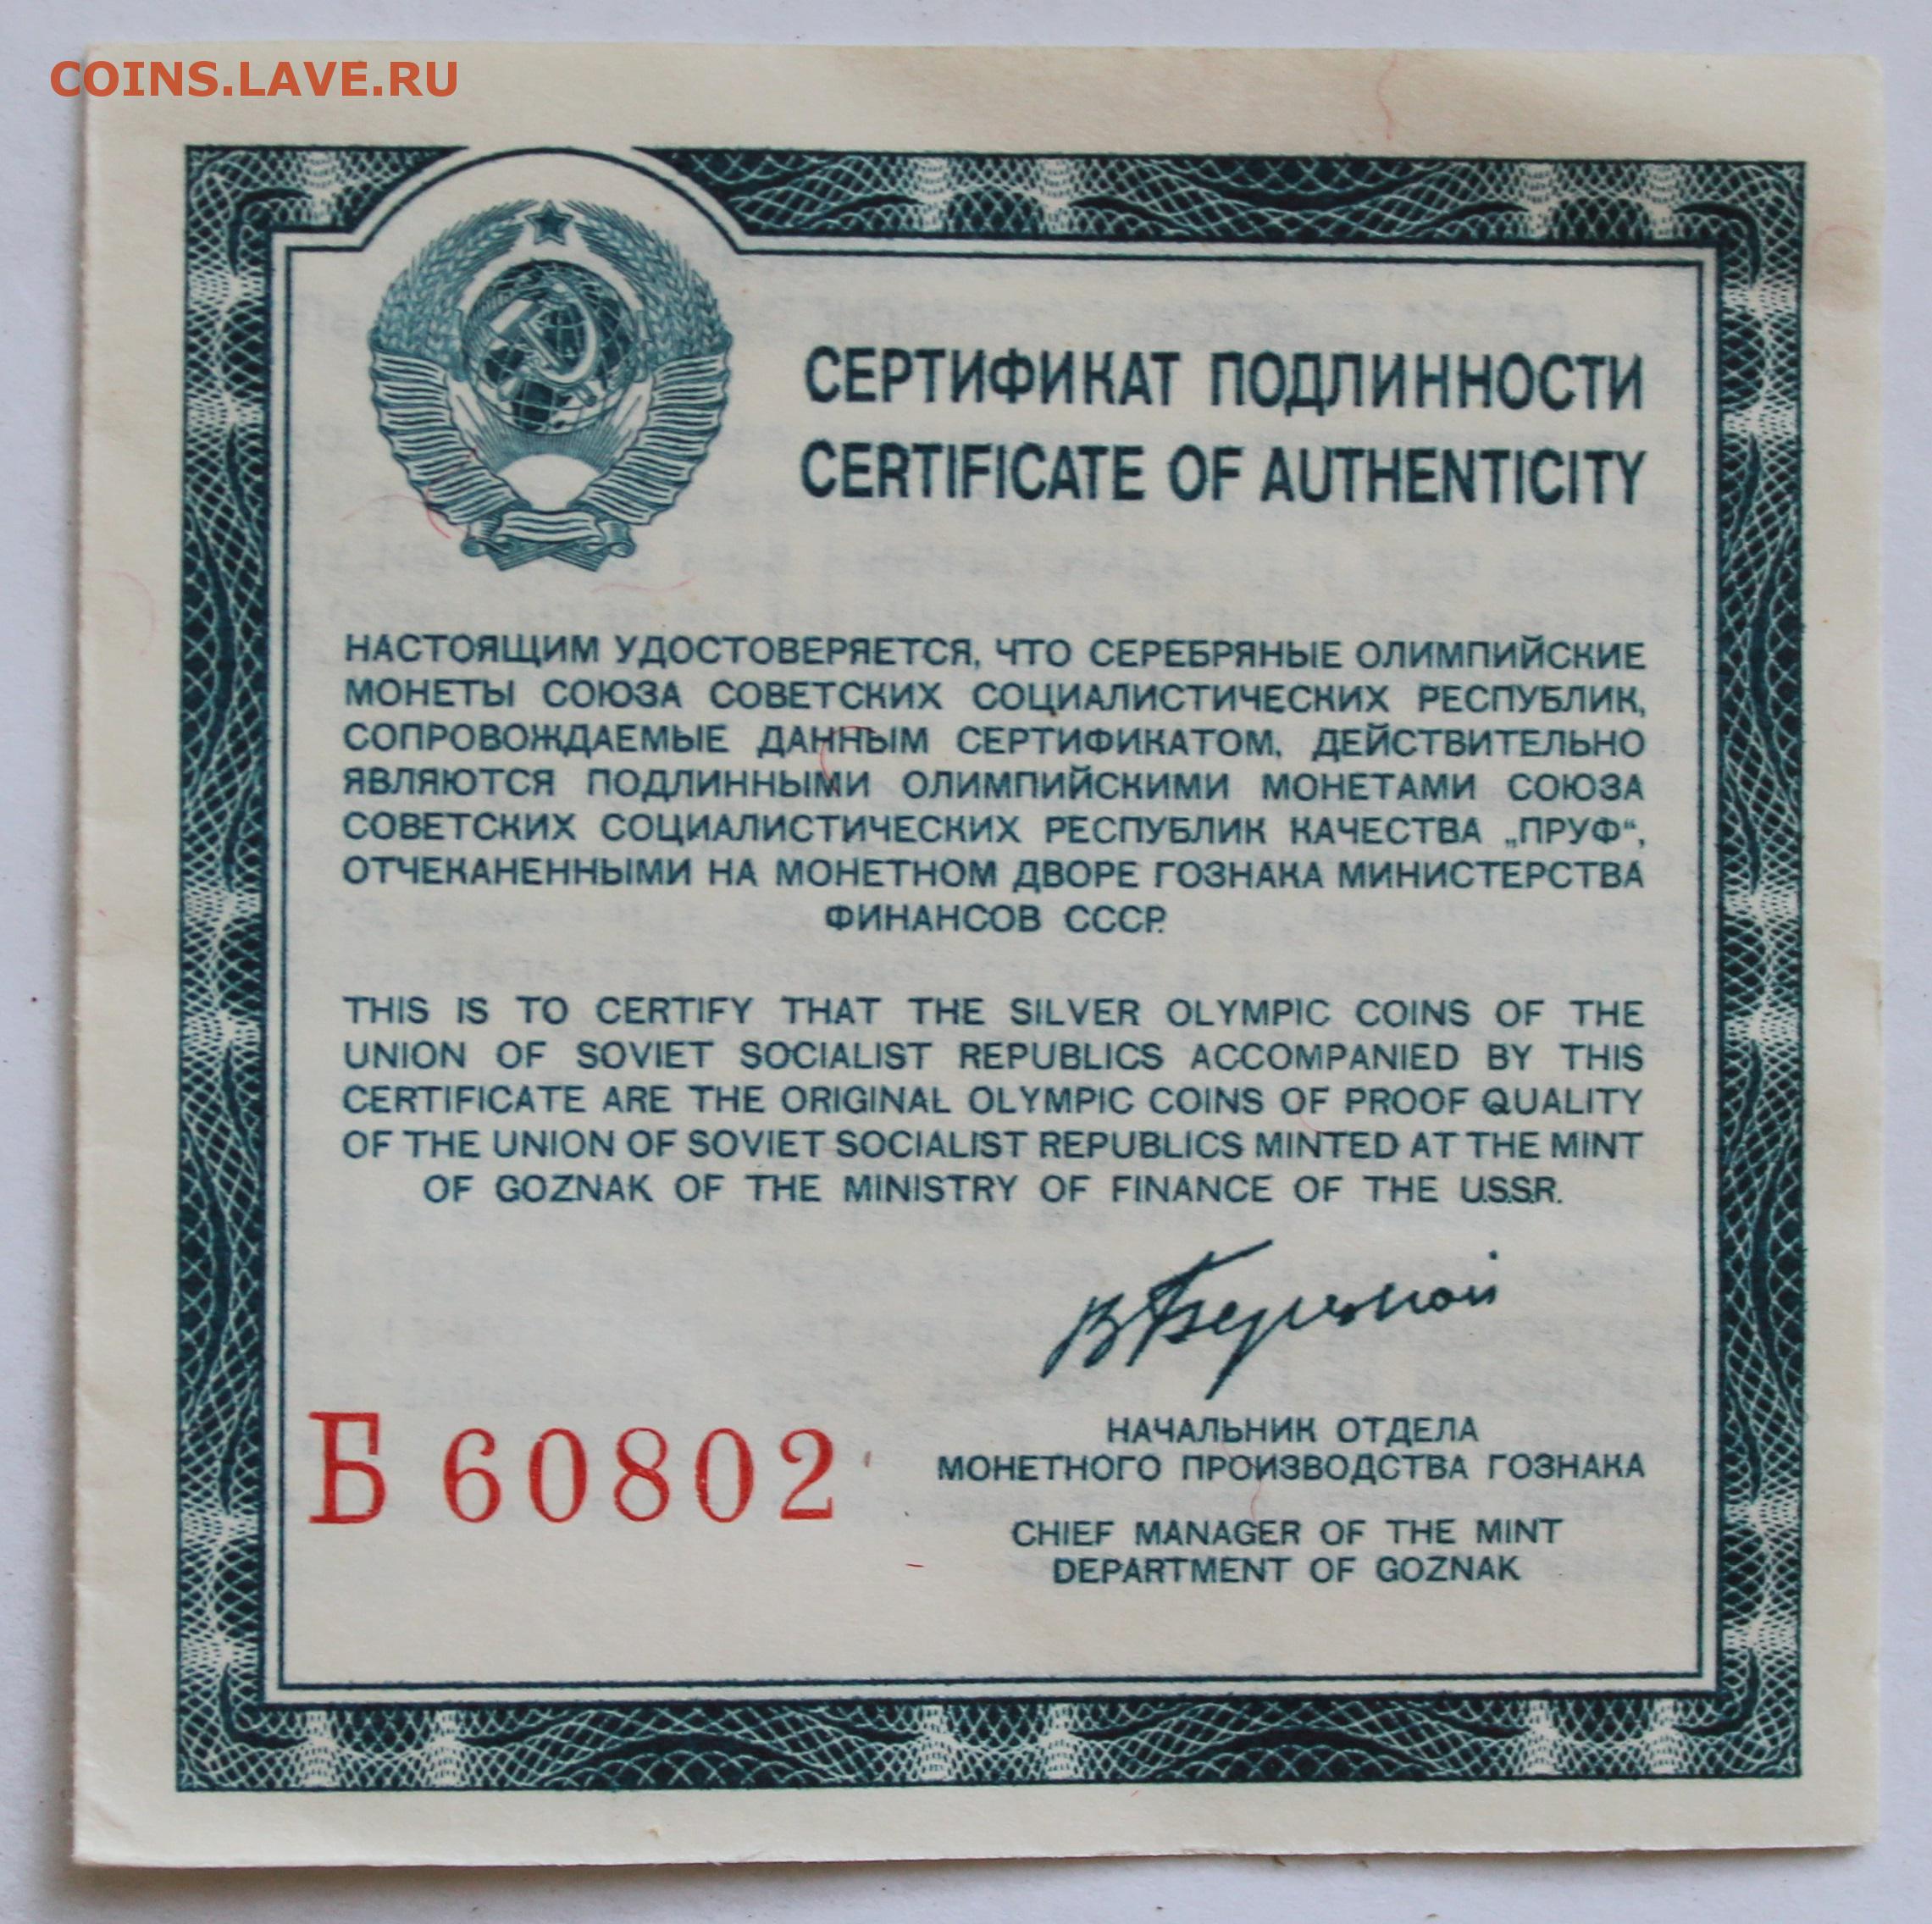 COINS.LAVE.RU
СЕРТИФИКАТ ПОДЛИННОСТИ
CERTIFICATE OF AUTHENTICITY
НАСТОЯЩИМ УДОСТОВЕРЯЕТСЯ, ЧТО СЕРЕБРЯНЫЕ ОЛИМПИЙСКИЕ
МОНЕТЫ СОЮЗА СОВЕТСКИХ СОЦИАЛИСТИЧЕСКИХ РЕСПУБЛИК,
СОПРОВОЖДАЕМЫЕ ДАННЫМ СЕРТИФИКАТОМ, ДЕЙСТВИТЕЛЬНО
ЯВЛЯЮТСЯ ПОДЛИННЫМИ ОЛИМПИЙСКИМИ МОНЕТАМИ СОЮЗА
СОВЕТСКИХ СОЦИАЛИСТИЧЕСКИХ РЕСПУБЛИК КАЧЕСТВА „ПРУФ“,
ОТЧЕКАНЕННЫМИ НА МОНЕТНОМ ДВОРЕ ГОЗНАКА МИНИСТЕРСТВА
ФИНАНСОВ СССР.
THIS IS TO CERTIFY THAT THE SILVER OLYMPIC COINS OF THE
UNION OF SOVIET SOCIALIST REPUBLICS ACCOMPANIED BY THIS
CERTIFICATE ARE THE ORIGINAL OLYMPIC COINS OF PROOF QUALITY
OF THE UNION OF SOVIET SOCIALIST REPUBLICS MINTED AT THE MINT
OF GOZNAK OF THE MINISTRY OF FINANCE OF THE U.S.S.R.
Б 60802
НАЧАЛЬНИК ОТДЕЛА
МОНЕТНОГО ПРОИЗВОДСТВА ГОЗНАКА
CHIEF MANAGER OF THE MINT
DEPARTMENT OF GOZNAK